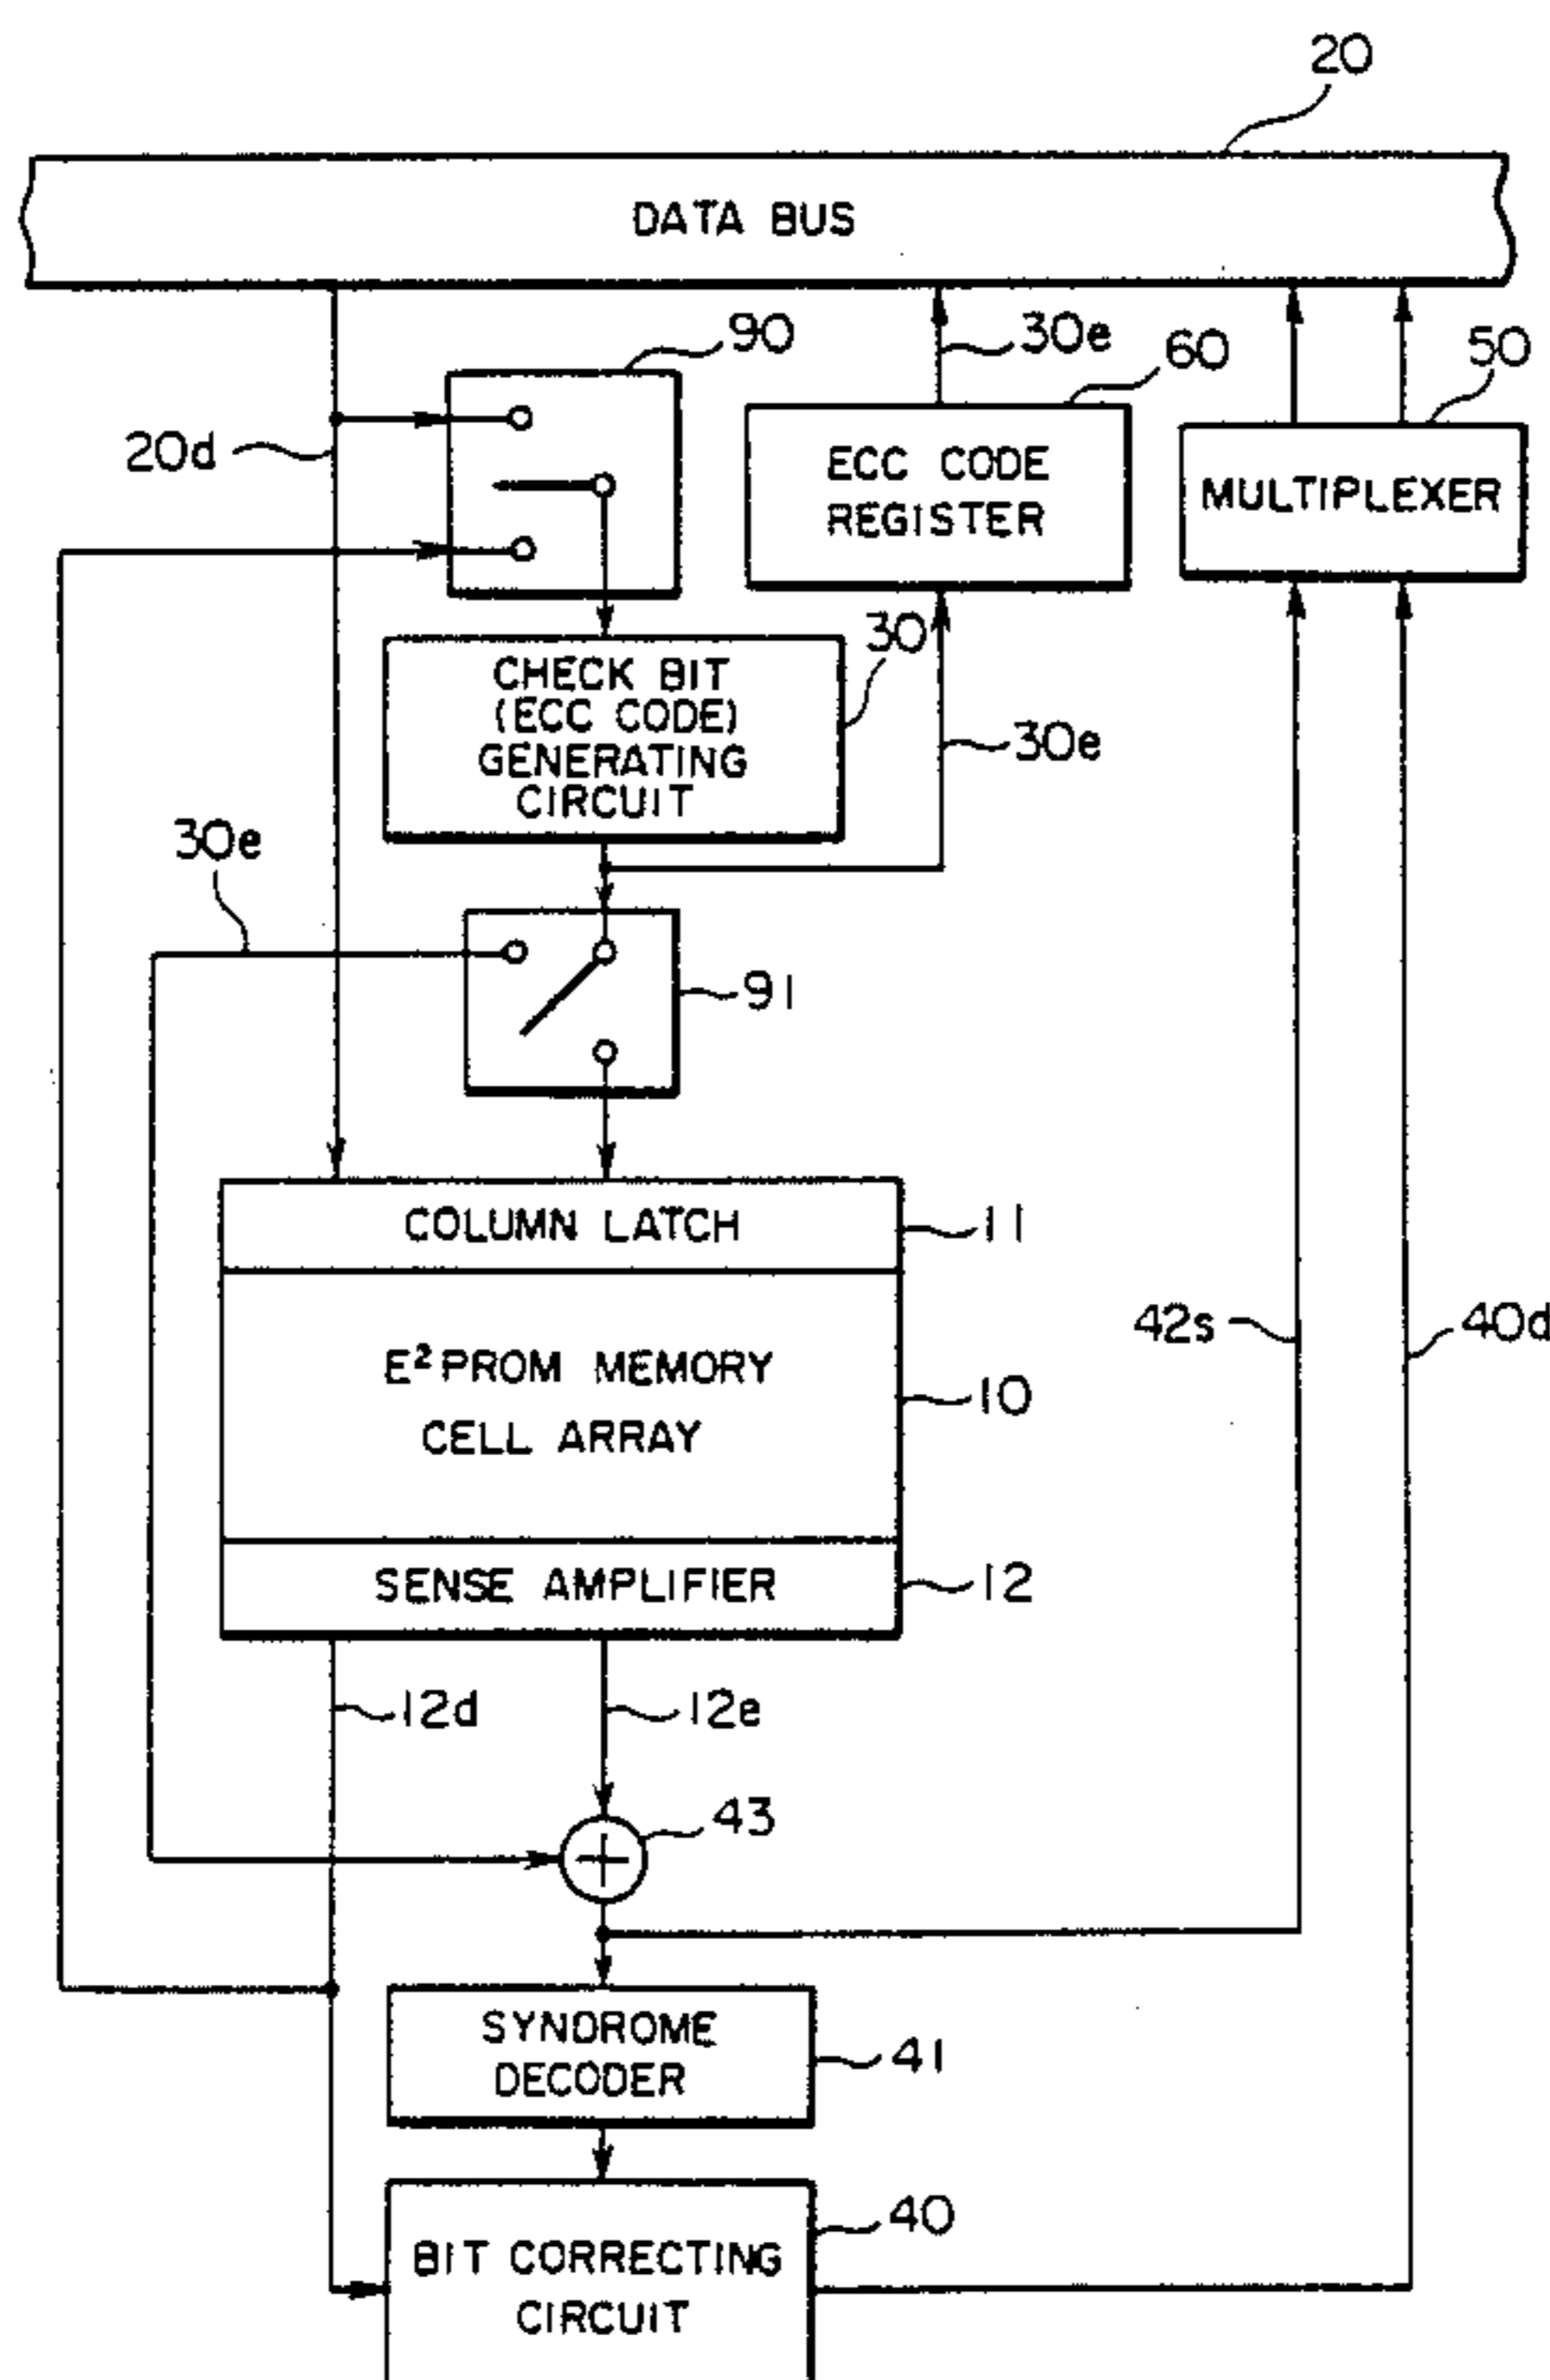 20
DATA BUS
90
30e
60
50
20d
ECC CODE
REGISTER
MULTIPLEXER
30
CHECK BIT
(ECC CODE)
GENERATING
CIRCUIT
30e
30e
91
COLUMN LATCH
11
E²PROM MEMORY
CELL ARRAY
10
42s
40d
SENSE AMPLIFIER
12
12d
12e
43
SYNDROME
DECODER
41
40
BIT CORRECTING
CIRCUIT